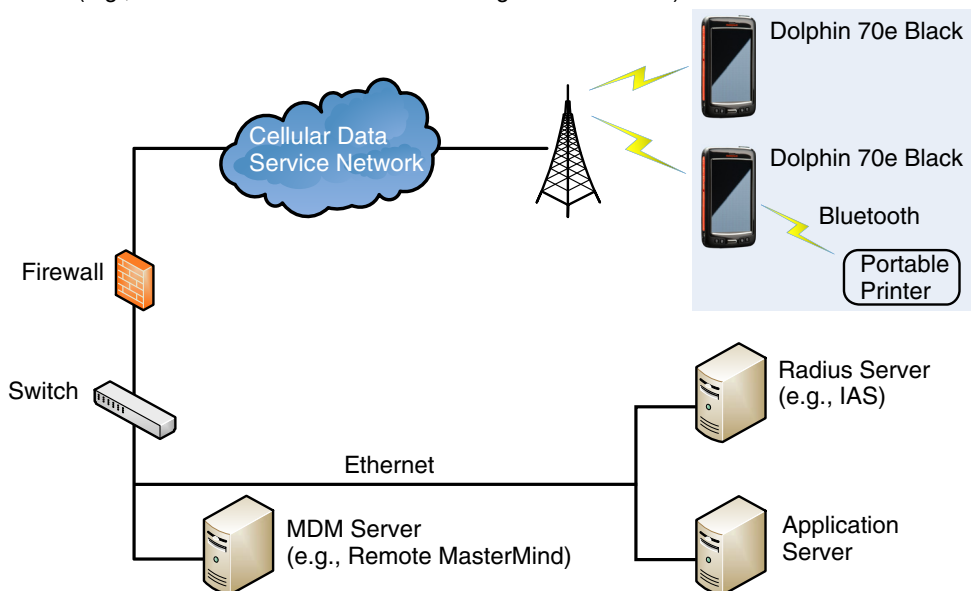 Dolphin 70e Black
Cellular Data
Service Network
Dolphin 70e Black
Bluetooth
Portable
Printer
Firewall
Switch
Radius Server
(e.g., IAS)
Ethernet
MDM Server
(e.g., Remote MasterMind)
Application
Server